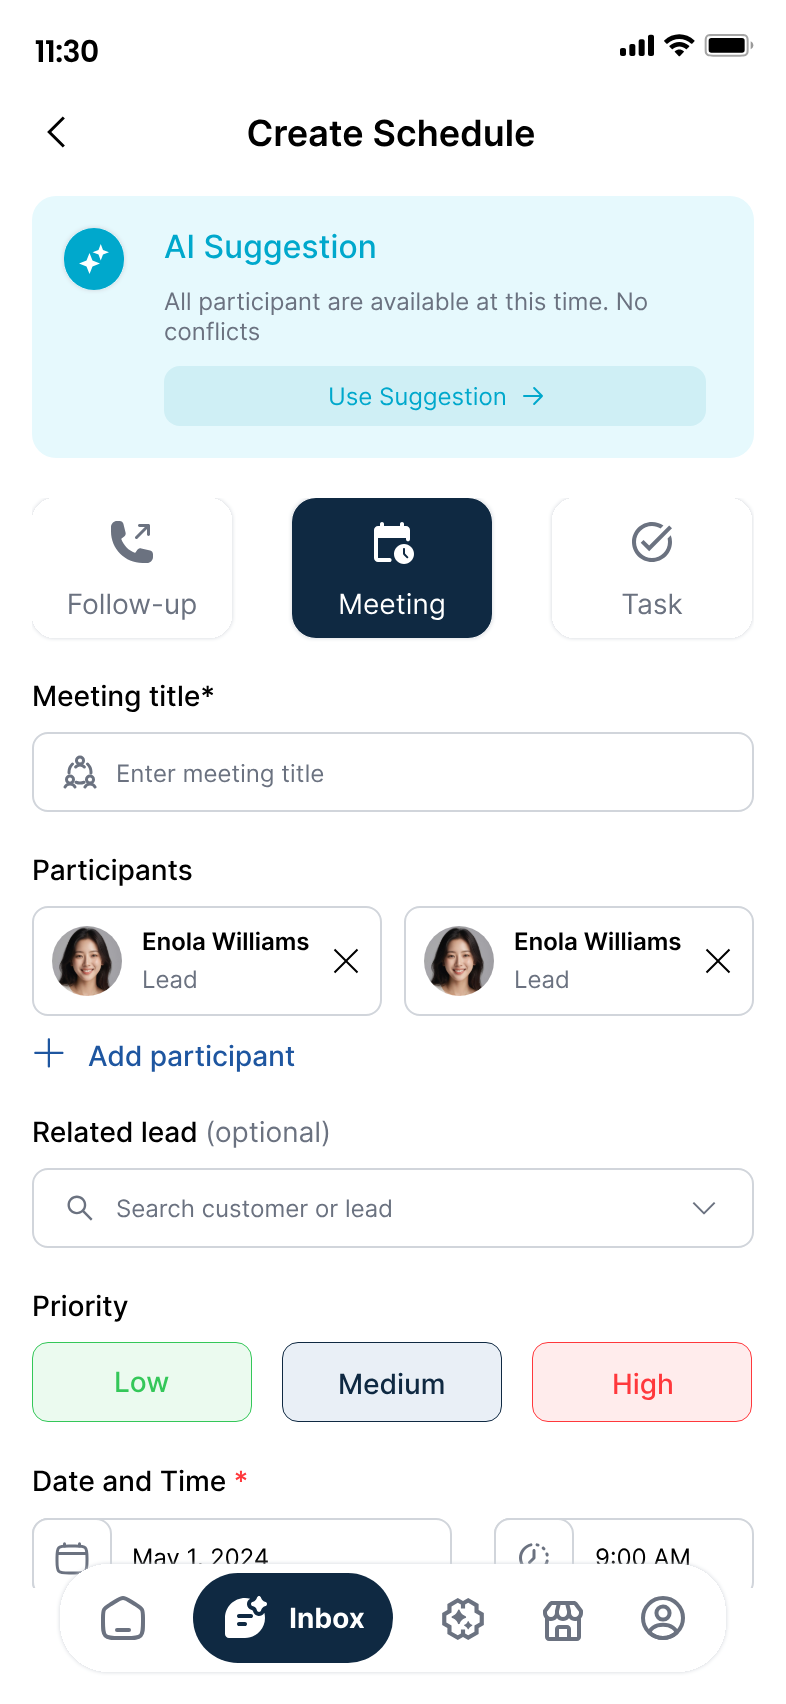 11:30
Create Schedule
AI Suggestion
All participant are available at this time. No
conflicts
Use Suggestion →
Follow-up
Meeting
Task
Meeting title*
Enter meeting title
Participants
Enola Williams
Lead
Enola Williams
Lead
Add participant
Related lead (optional)
Search customer or lead
Priority
Low
Medium
High
Date and Time *
May 1, 2024
9:00 AM
Inbox